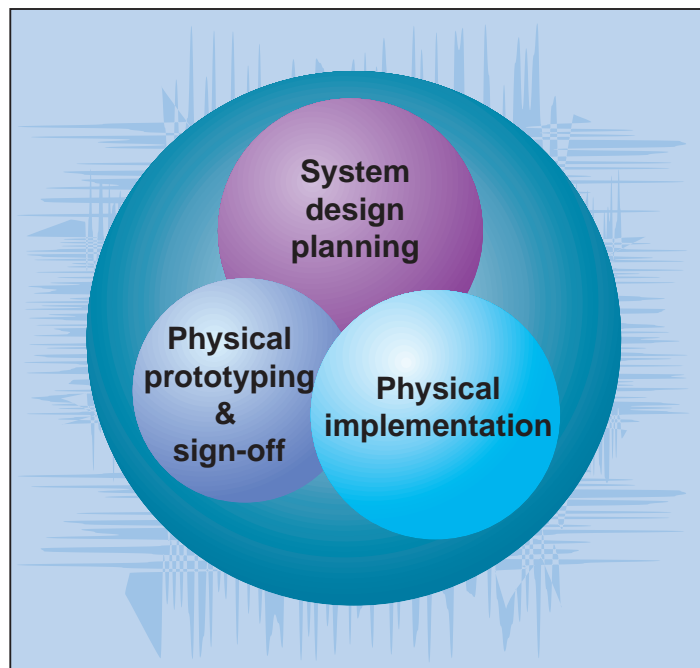 System
design
planning
Physical
prototyping
&
sign-off
Physical
implementation